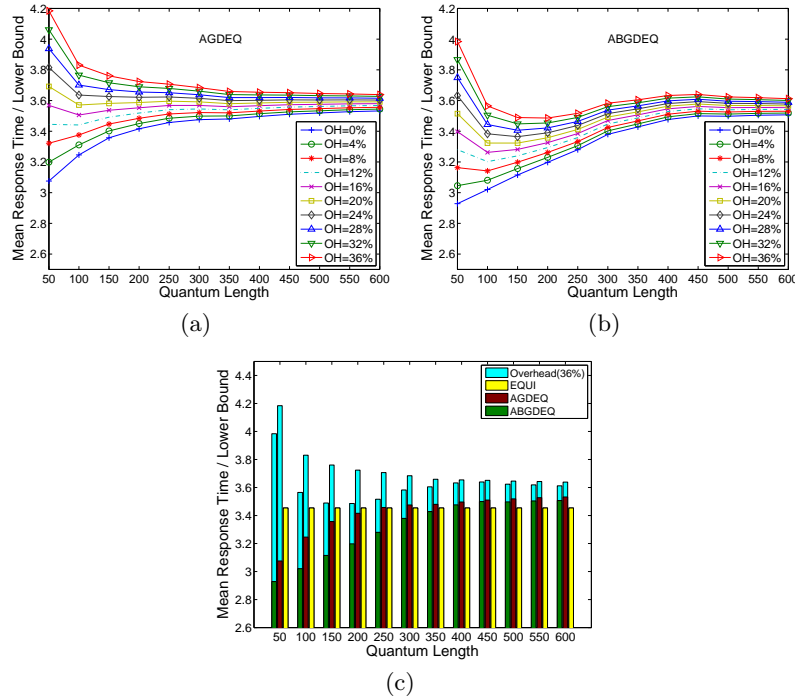 4.2
4
3.8
3.6
3.4
3.2
3
2.8
2.6
Mean Response Time / Lower Bound
AGDEQ
OH=0%
OH=4%
OH=8%
OH=12%
OH=16%
OH=20%
OH=24%
OH=28%
OH=32%
OH=36%
50 100 150 200 250 300 350 400 450 500 550 600
Quantum Length
(a)
4.2
4
3.8
3.6
3.4
3.2
3
2.8
2.6
Mean Response Time / Lower Bound
ABGDEQ
OH=0%
OH=4%
OH=8%
OH=12%
OH=16%
OH=20%
OH=24%
OH=28%
OH=32%
OH=36%
50 100 150 200 250 300 350 400 450 500 550 600
Quantum Length
(b)
4.4
4.2
4
3.8
3.6
3.4
3.2
3
2.8
2.6
Mean Response Time / Lower Bound
Overhead(36%)
EQUI
AGDEQ
ABGDEQ
50 100 150 200 250 300 350 400 450 500 550 600
Quantum Length
(c)